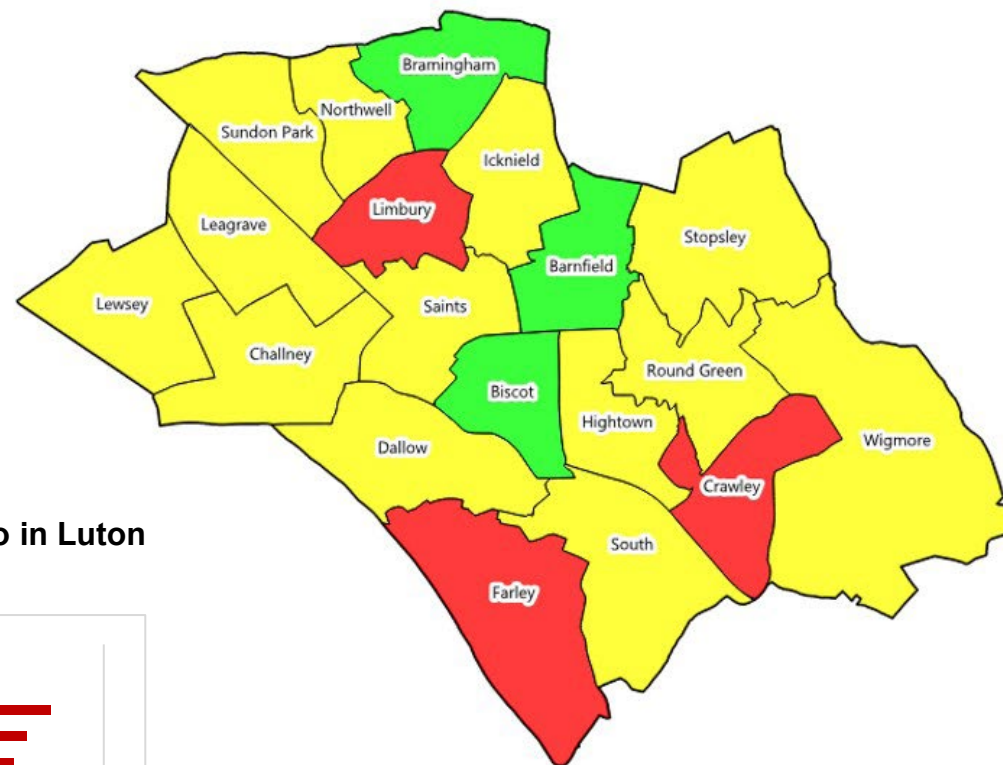 Bramingham
Northwell
Sundon Park
Icknield
Limbury
Leagrave
Stopsley
Barnfield
Lewsey
Saints
Challney
Round Green
Biscot
Hightown
Wigmore
Dallow
Crawley
in Luton
South
Farley